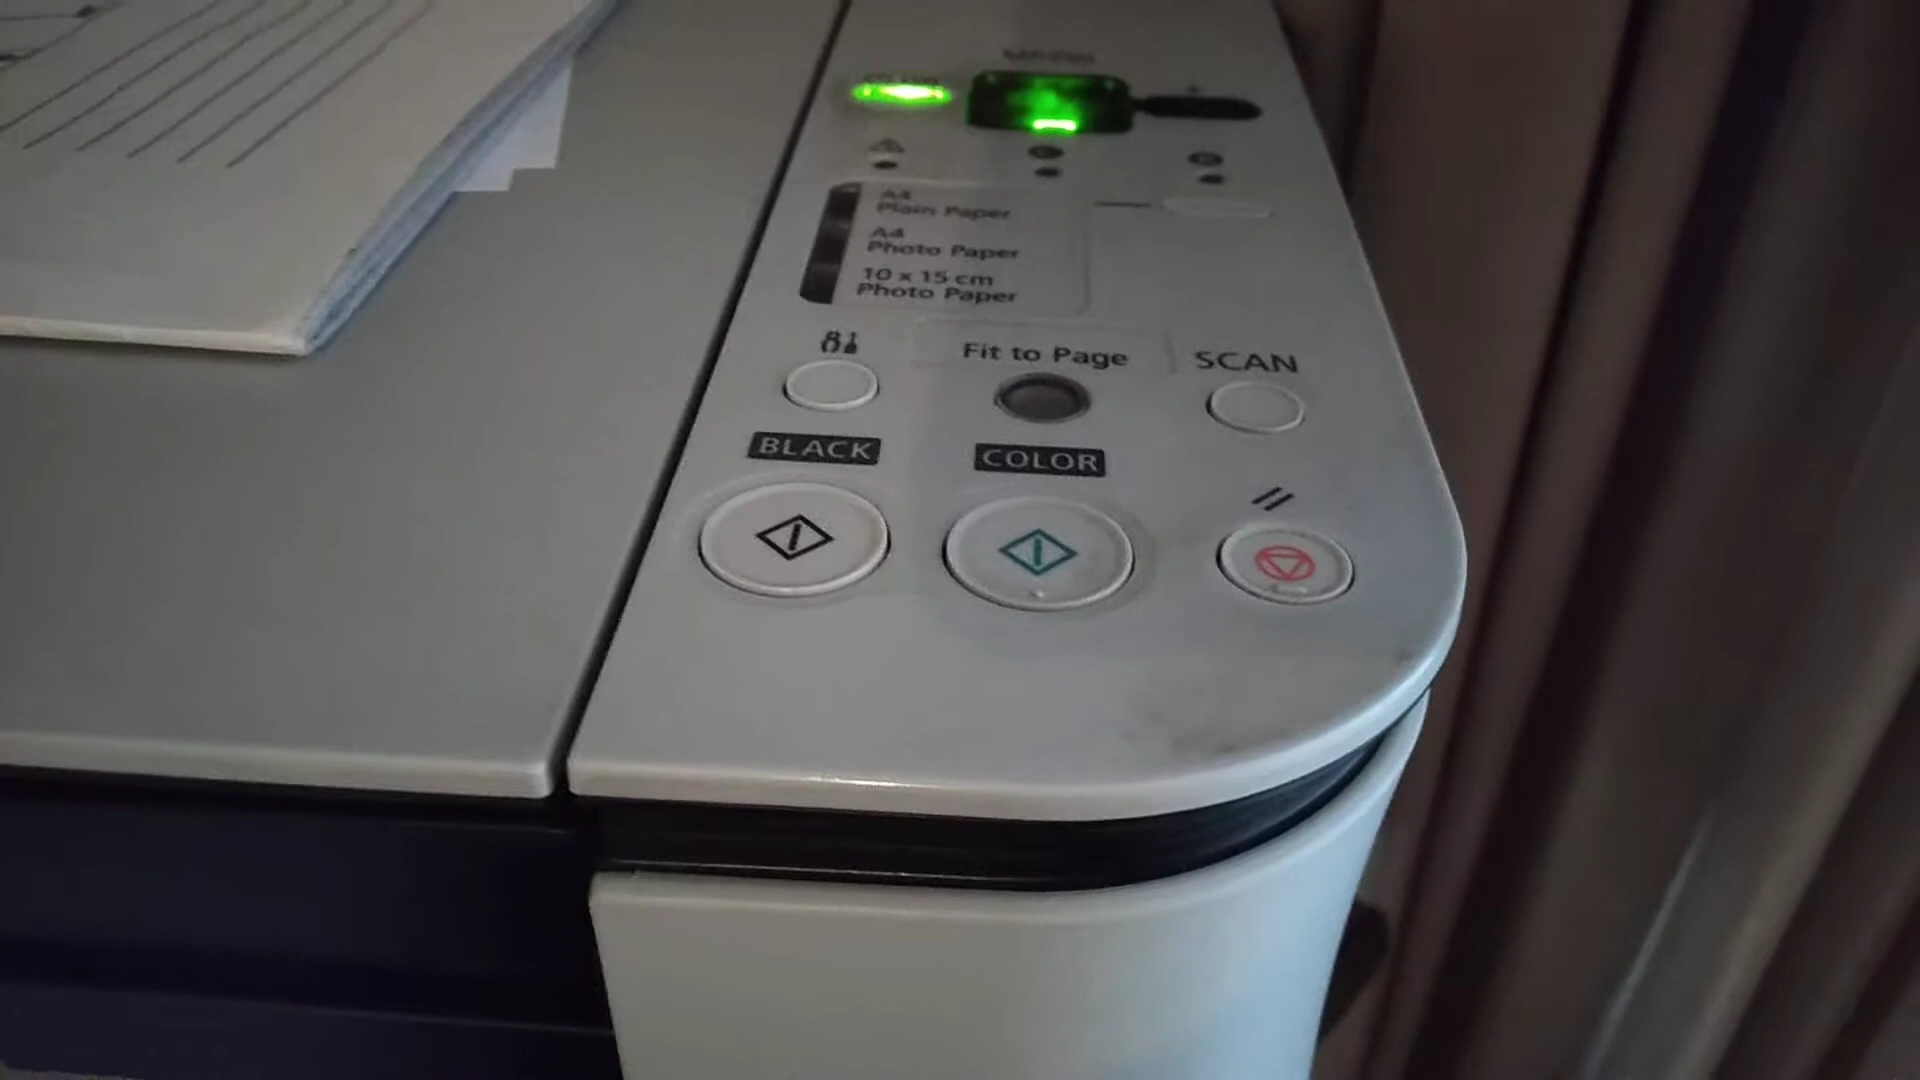 A4
Plain Paper
A4
Photo Paper
10 x 15 cm
Photo Paper
Fit to Page
SCAN
BLACK
COLOR